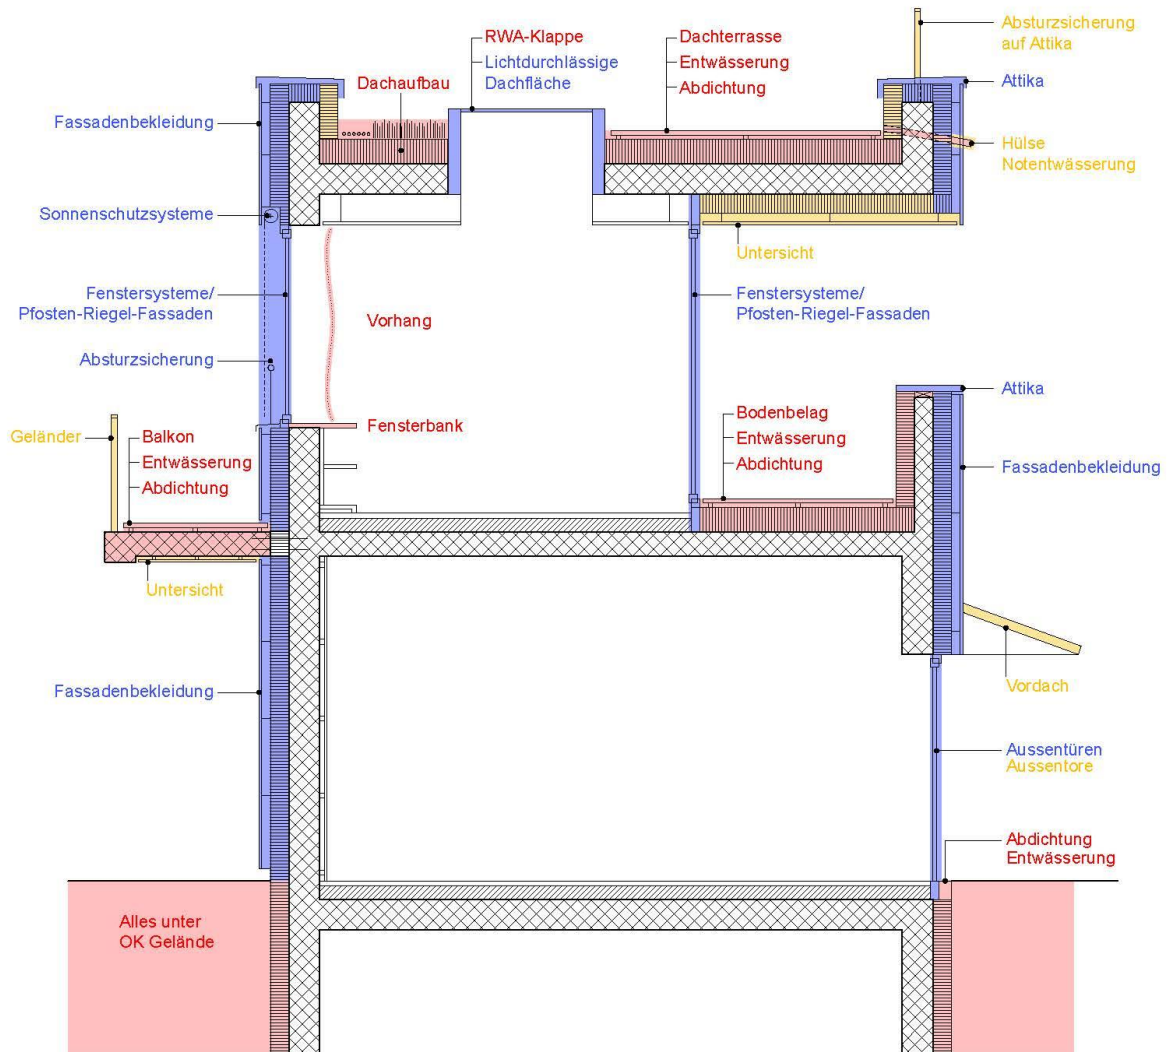 RWA-Klappe
Lichtdurchlässige
Dachfläche
Dachterrasse
Entwässerung
Abdichtung
Absturzsicherung
auf Attika
Attika
Dachaufbau
Fassadenbekleidung
Hülse
Notentwässerung
Sonnenschutzsysteme
Untersicht
Fenstersysteme/
Pfosten-Riegel-Fassaden
Vorhang
Fenstersysteme/
Pfosten-Riegel-Fassaden
Absturzsicherung
Attika
Geländer
Balkon
Entwässerung
Abdichtung
Fensterbank
Bodenbelag
Entwässerung
Abdichtung
Fassadenbekleidung
Untersicht
Fassadenbekleidung
Vordach
Aussentüren
Aussentore
Abdichtung
Entwässerung
Alles unter
OK Gelände